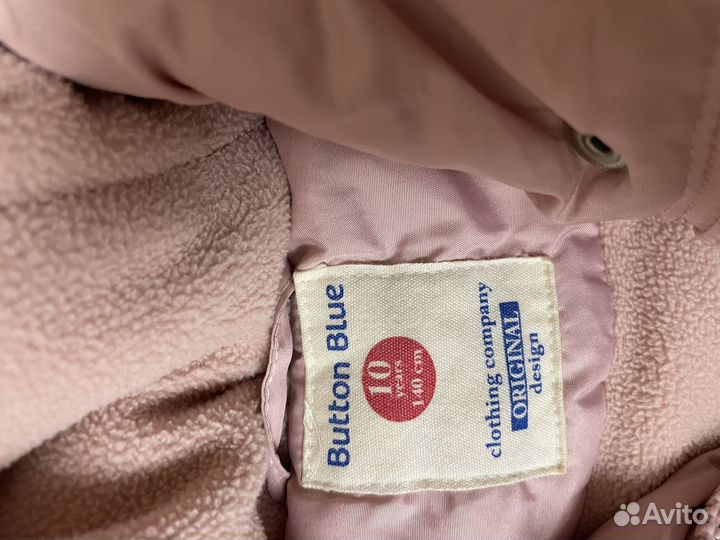 Button Blue
10
years
140 cm
clothing company
ORIGINAL
design
Avito